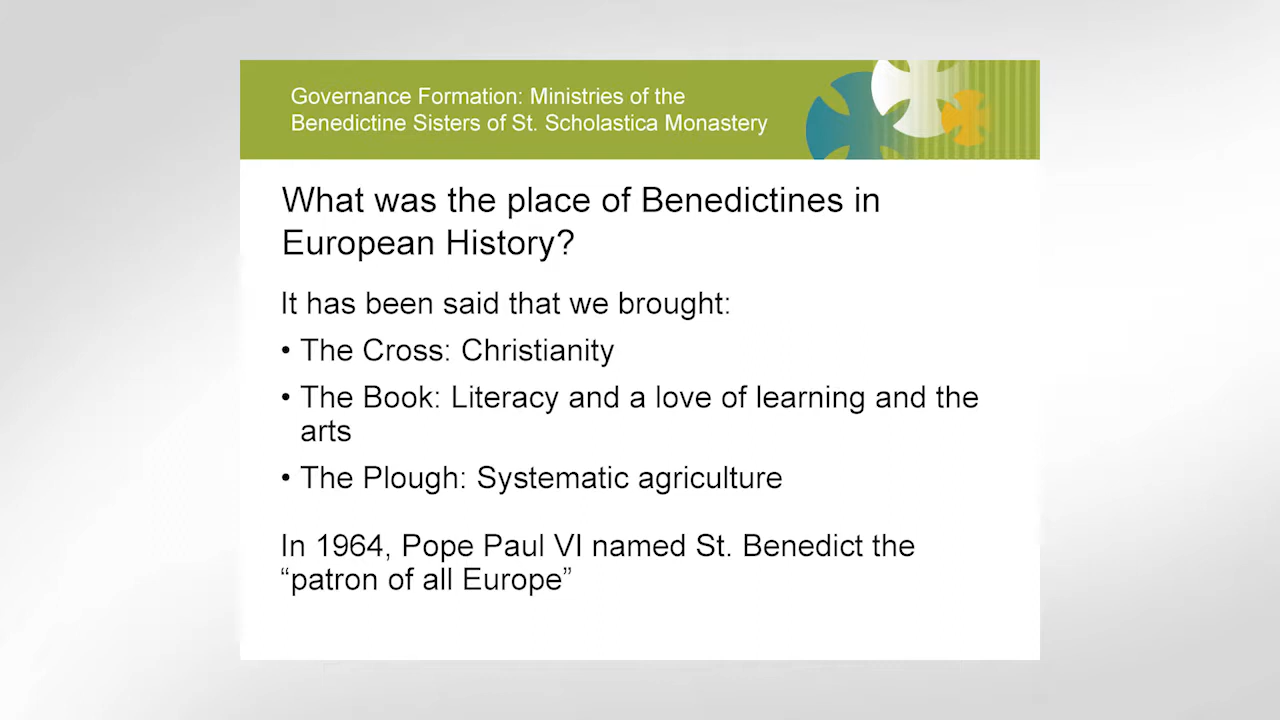 Governance Formation: Ministries of the
Benedictine Sisters of St. Scholastica Monastery
What was the place of Benedictines in
European History?
It has been said that we brought:
• The Cross: Christianity
• The Book: Literacy and a love of learning and the
arts
• The Plough: Systematic agriculture
In 1964, Pope Paul VI named St. Benedict the
“patron of all Europe”